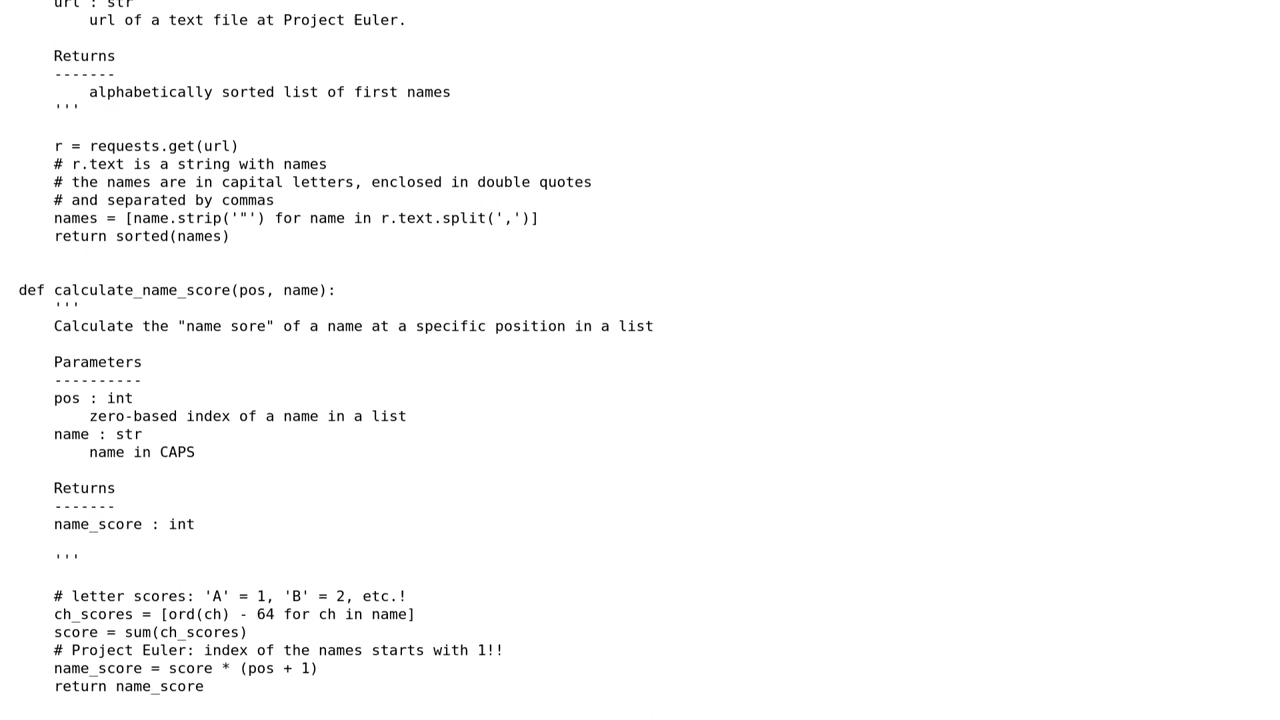 url : str
        url of a text file at Project Euler.

    Returns
    -------
        alphabetically sorted list of first names
    '''

    r = requests.get(url)
    # r.text is a string with names
    # the names are in capital letters, enclosed in double quotes
    # and separated by commas
    names = [name.strip('"') for name in r.text.split(',')]
    return sorted(names)


def calculate_name_score(pos, name):
    '''
    Calculate the "name sore" of a name at a specific position in a list

    Parameters
    ----------
    pos : int
        zero-based index of a name in a list
    name : str
        name in CAPS

    Returns
    -------
    name_score : int

    '''

    # letter scores: 'A' = 1, 'B' = 2, etc.!
    ch_scores = [ord(ch) - 64 for ch in name]
    score = sum(ch_scores)
    # Project Euler: index of the names starts with 1!!
    name_score = score * (pos + 1)
    return name_score